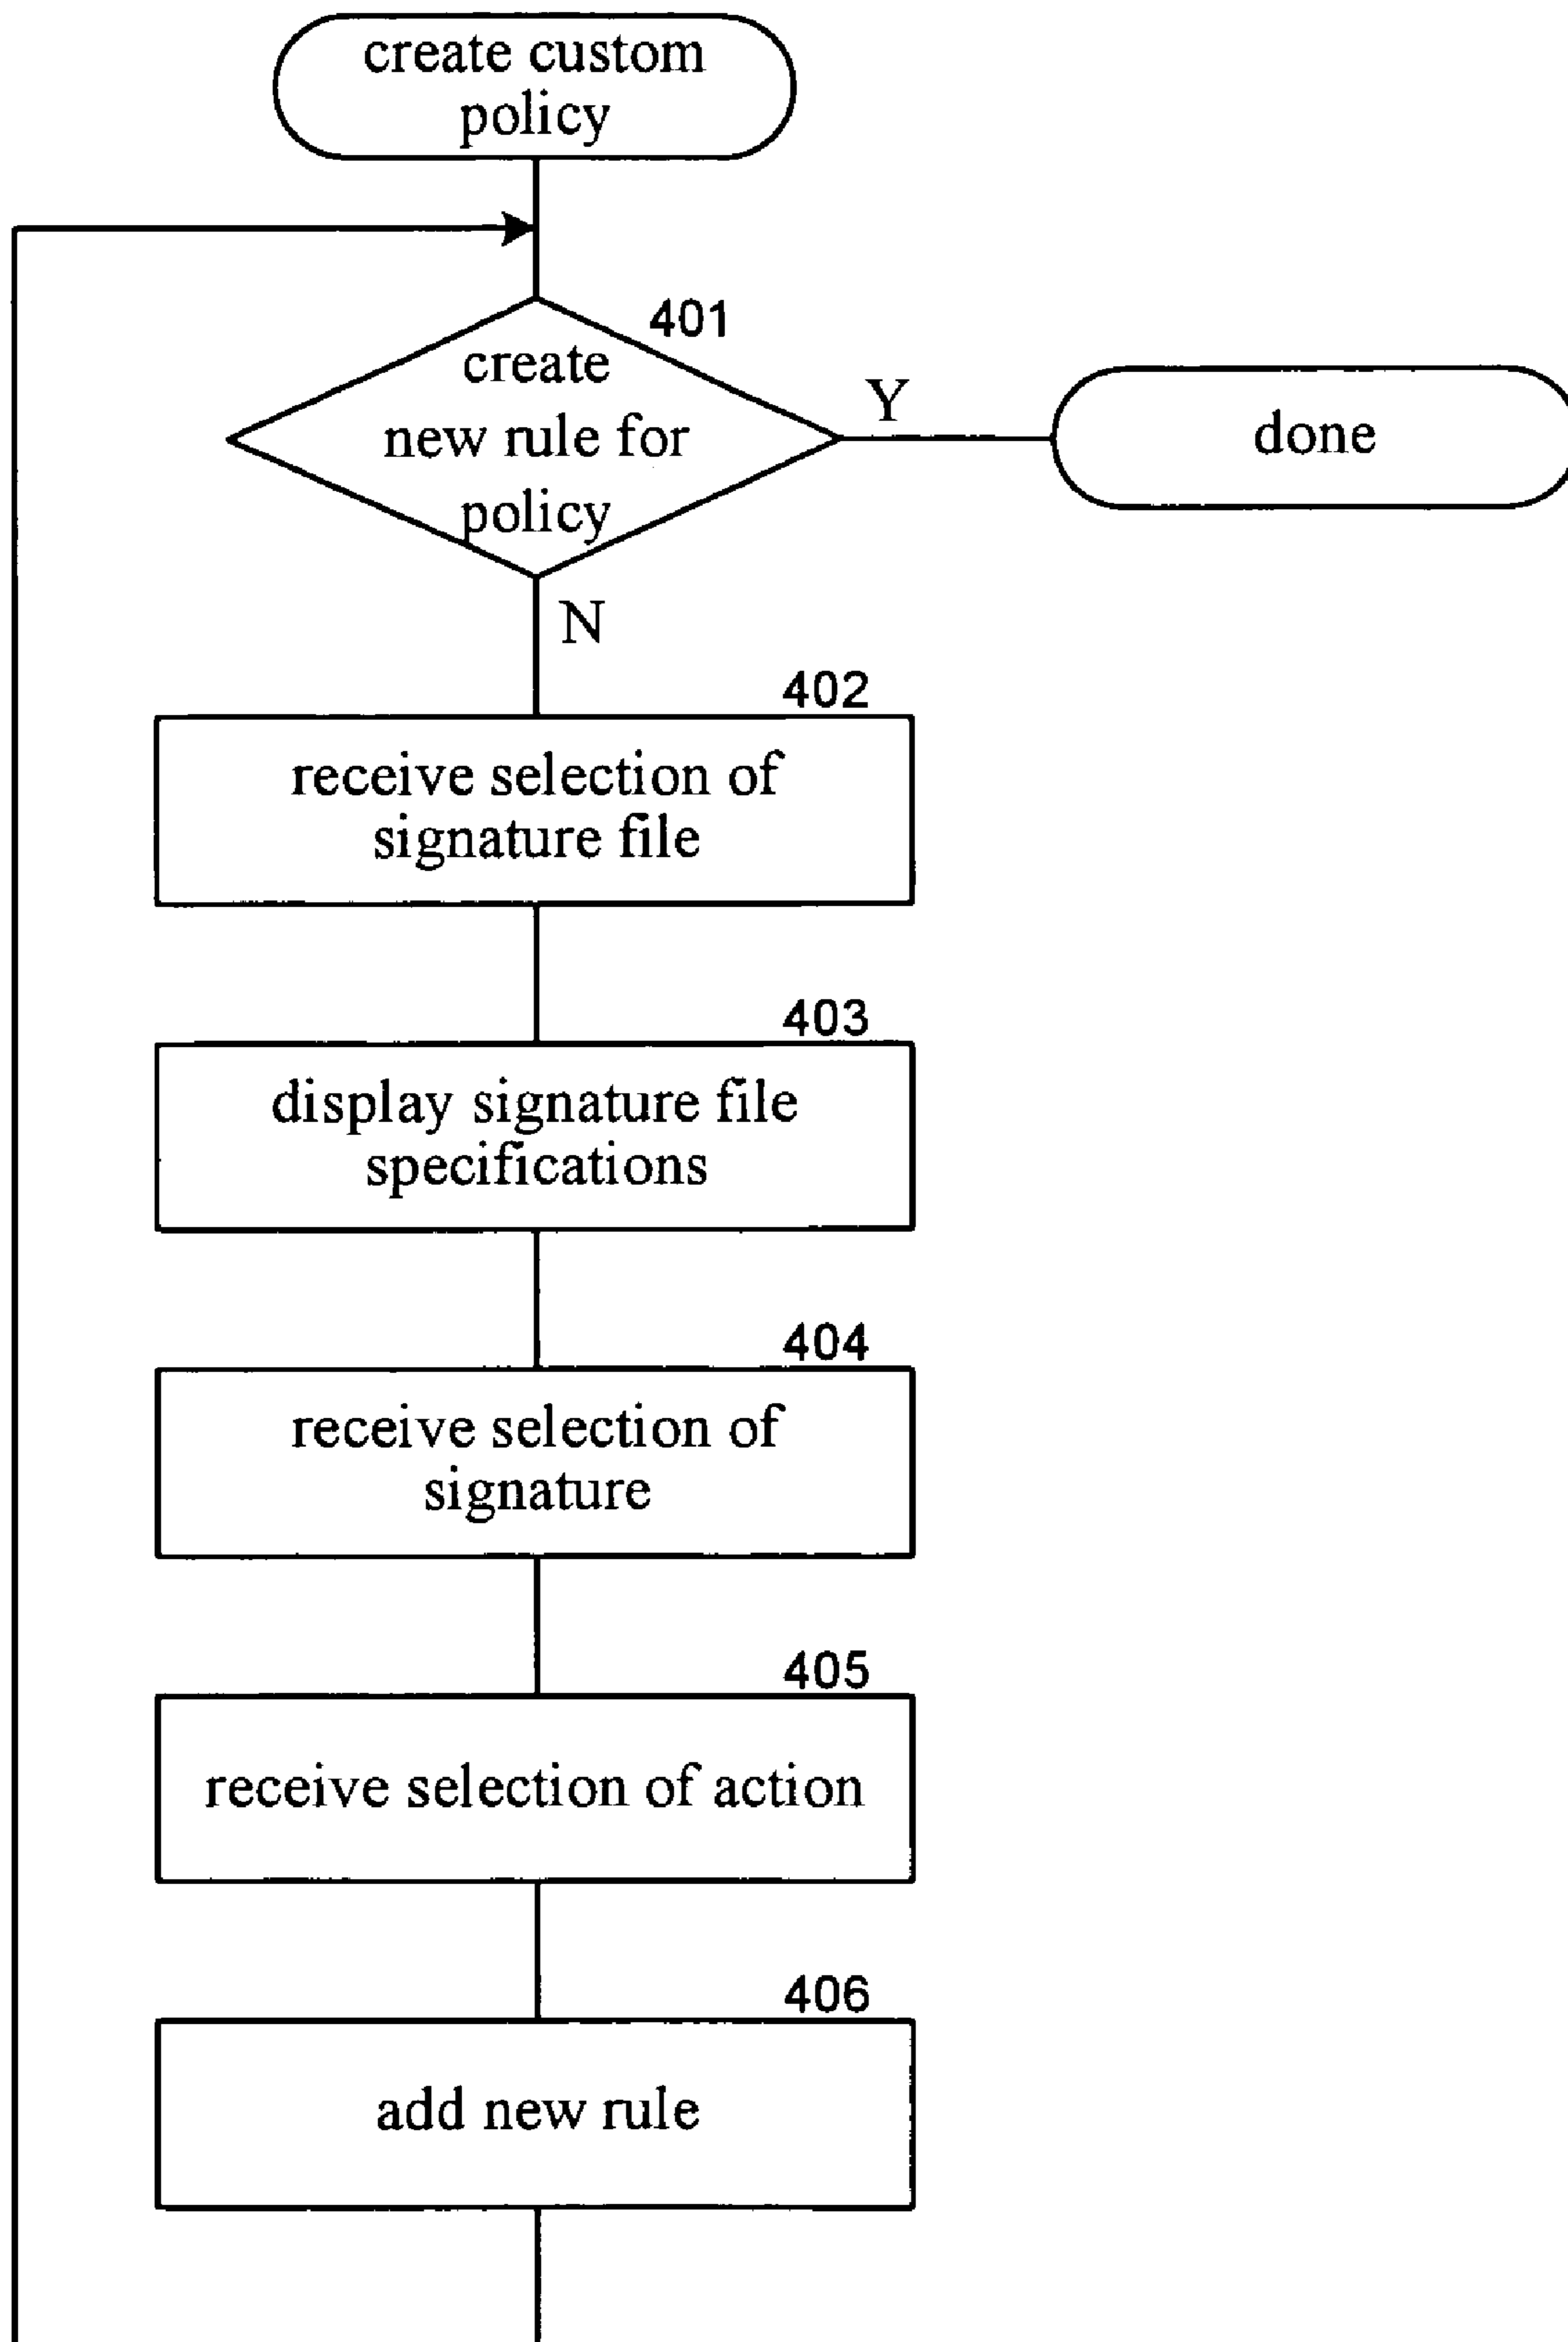 create custom
policy
401
create
new rule for
policy
Y
done
N
402
receive selection of
signature file
403
display signature file
specifications
404
receive selection of
signature
405
receive selection of action
406
add new rule